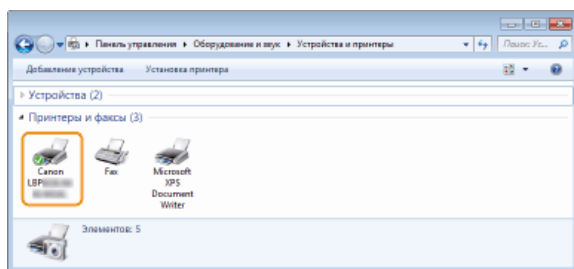 Панель управления ▸ Оборудование и звук ▸ Устройства и принтеры
Поиск: Ус...
Добавление устройства Установка принтера
Устройства (2)
Принтеры и факсы (3)
Canon
LBP
Fax
Microsoft
XPS
Document
Writer
Элементов: 5